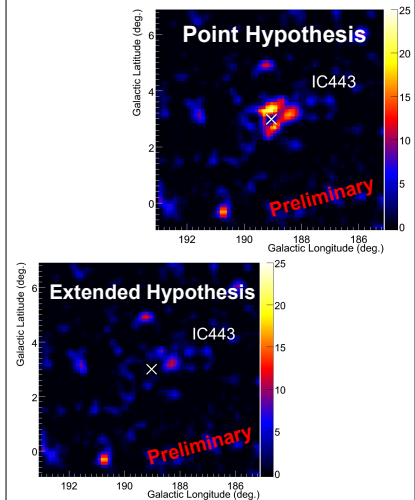 25
20
15
10
5
0
6
4
2
0
Galactic Latitude (deg.)
Point Hypothesis
IC443
Preliminary
192
190
188
186
Galactic Longitude (deg.)
25
20
15
10
5
0
6
4
2
0
Galactic Latitude (deg.)
Extended Hypothesis
IC443
Preliminary
192
190
188
186
Galactic Longitude (deg.)